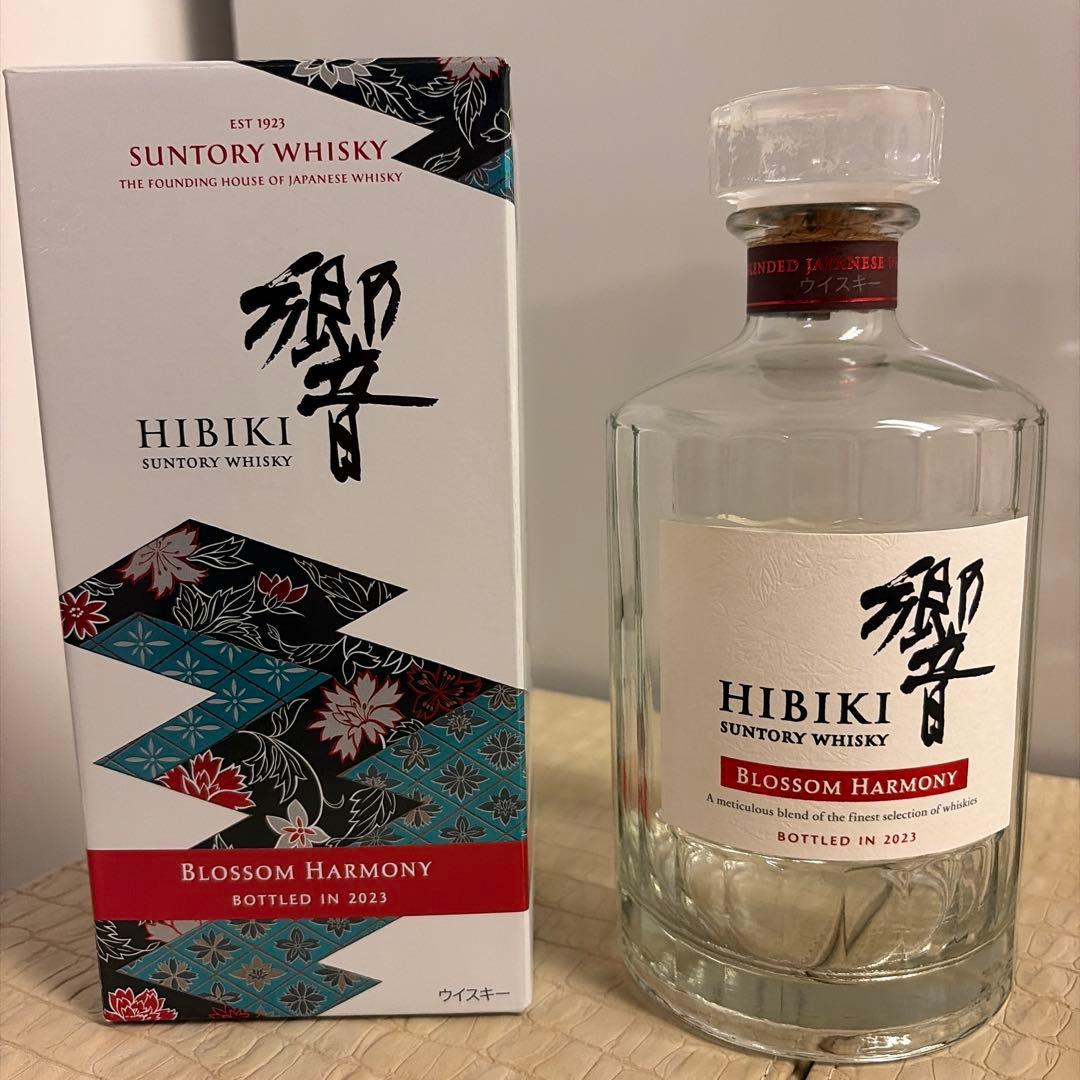 EST 1923
SUNTORY WHISKY
THE FOUNDING HOUSE OF JAPANESE WHISKY
響
HIBIKI
SUNTORY WHISKY
BLOSSOM HARMONY
BOTTLED IN 2023
ウイスキー
JAPANESE
ウイスキー
響
HIBIKI
SUNTORY WHISKY
BLOSSOM HARMONY
A meticulous blend of the finest selection of whiskies
BOTTLED IN 2023